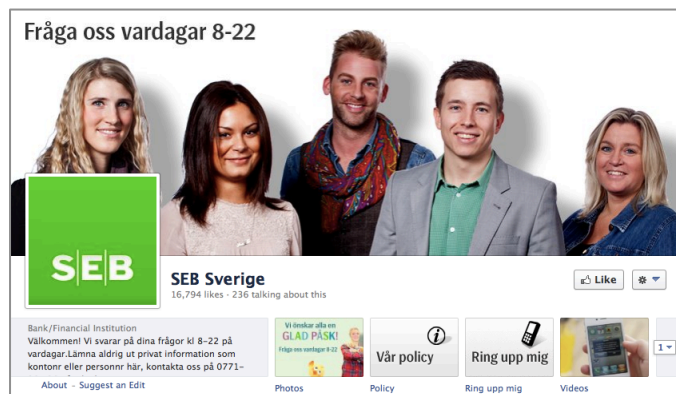 Fråga oss vardagar 8-22
SEB
SEB Sverige
16,794 likes · 236 talking about this
Like
Bank/Financial Institution
Välkommen! Vi svarar på dina frågor kl 8–22 på
vardagar.Lämna aldrig ut privat information som
kontonr eller personnr här, kontakta oss på 0771-
About · Suggest an Edit
Vi önskar alla en
GLAD PÅSK!
Fråga oss vardagar 8-22
Photos
Vår policy
Policy
Ring upp mig
Ring upp mig
Videos
1